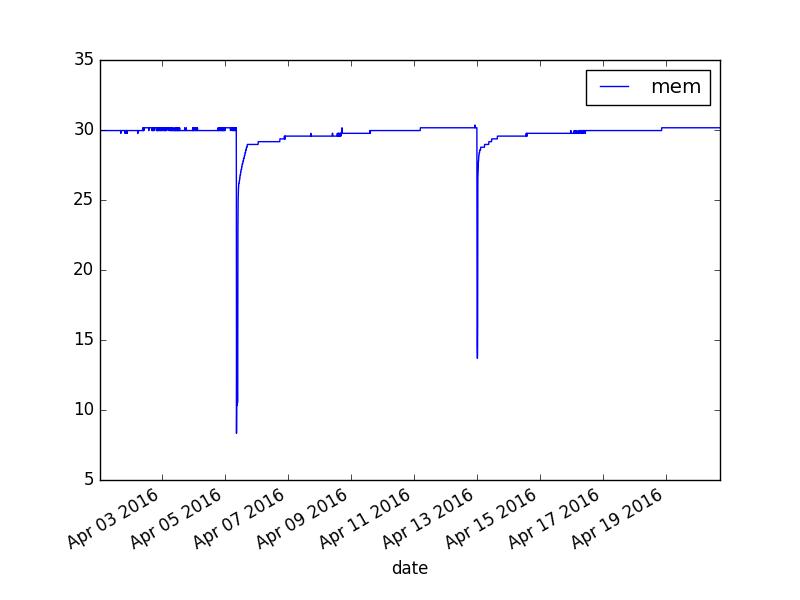 35
mem
30
25
20
15
10
5
Apr 03 2016
Apr 05 2016
Apr 07 2016
Apr 09 2016
Apr 11 2016
Apr 13 2016
Apr 15 2016
Apr 17 2016
Apr 19 2016
date